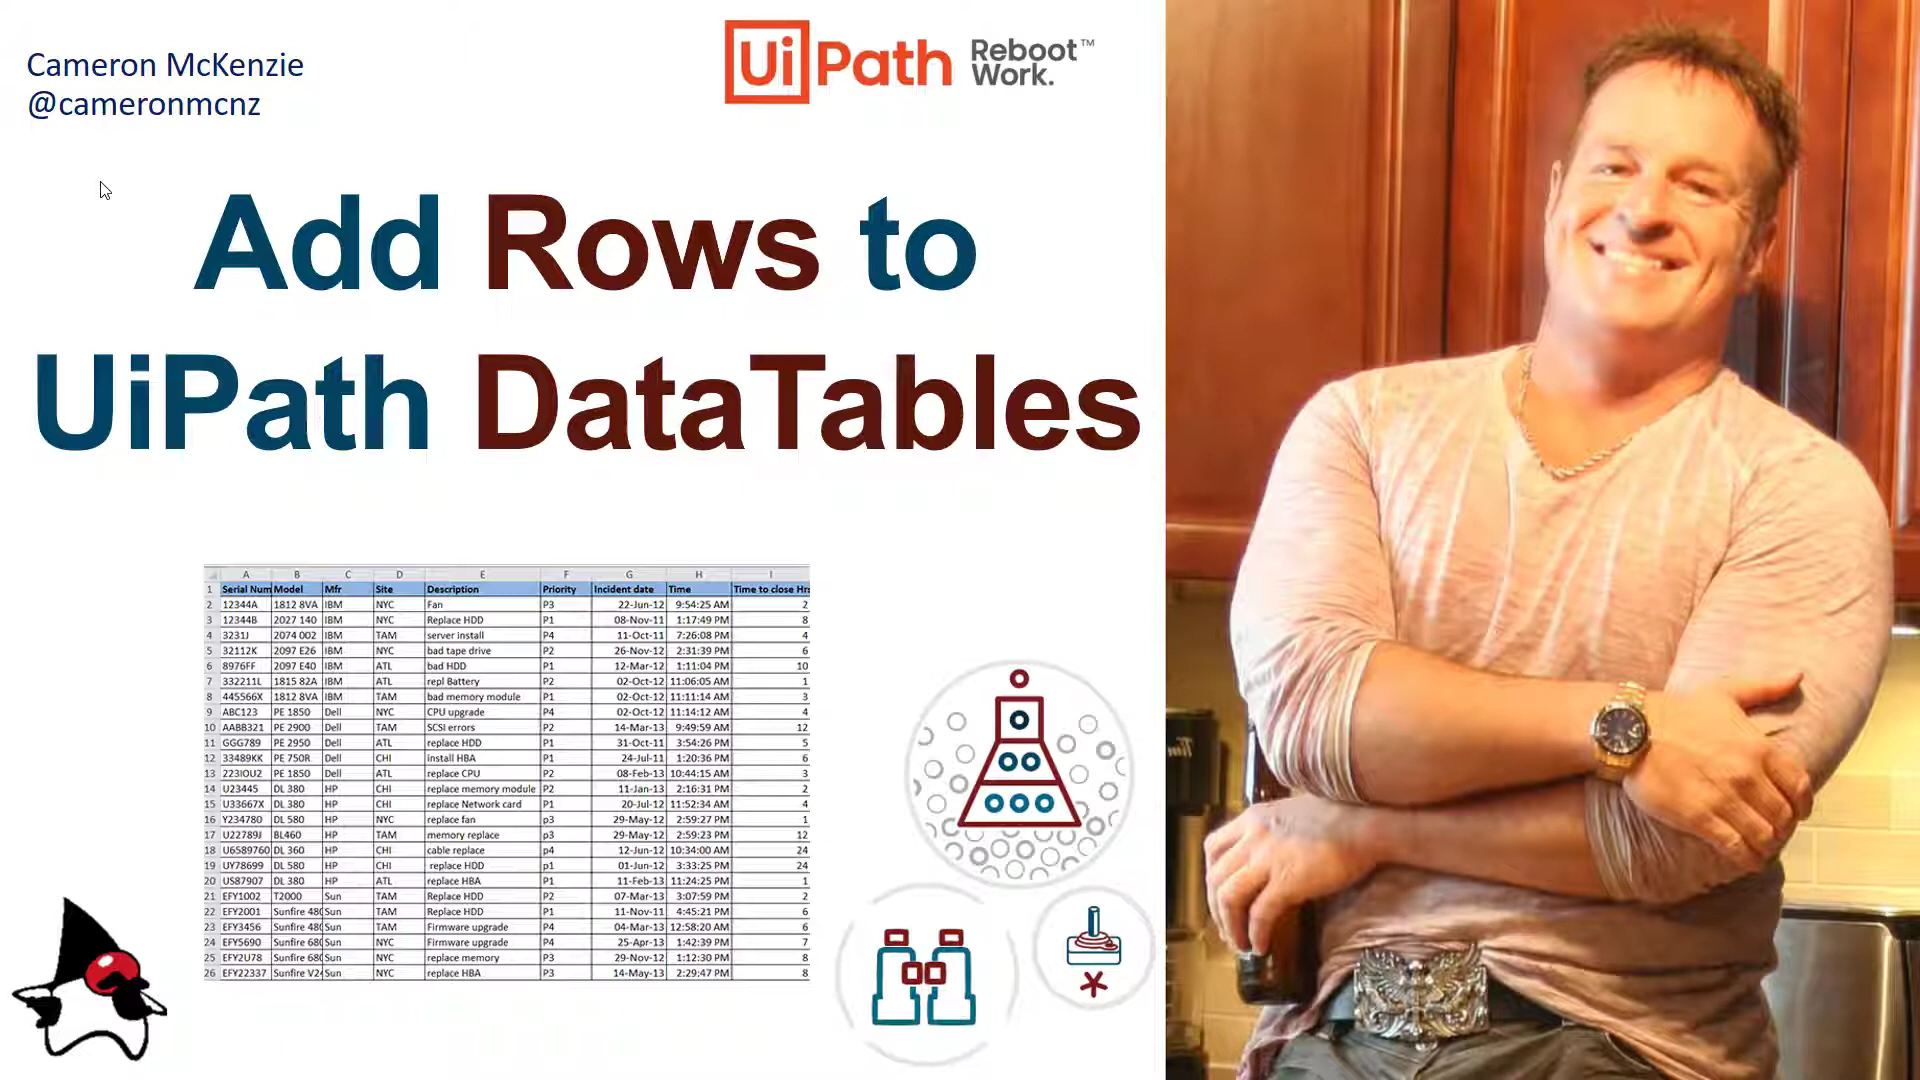 Cameron McKenzie
@cameronmcnz
UiPath Reboot™ Work.
Add Rows to
UiPath DataTables
A B C D E F G H I
1 Serial Num Model Mfr Site Description Priority Incident date Time Time to close Hrs
2 12344A 1812 8VA IBM NYC Fan P3 22-Jun-12 9:54:25 AM 2
3 12344B 2027 140 IBM NYC Replace HDD P1 08-Nov-11 1:17:49 PM 8
4 3231J 2074 002 IBM TAM server install P4 11-Oct-11 7:26:08 PM 4
5 32112K 2097 E26 IBM NYC bad tape drive P2 26-Nov-12 2:31:39 PM 6
6 8976FF 2097 E40 IBM ATL bad HDD P1 12-Mar-12 1:11:04 PM 10
7 332211L 1815 82A IBM ATL repl Battery P2 02-Oct-12 11:06:05 AM 1
8 445566X 1812 8VA IBM TAM bad memory module P1 02-Oct-12 11:11:14 AM 3
9 ABC123 PE 1850 Dell NYC CPU upgrade P4 02-Oct-12 11:14:12 AM 4
10 AABB321 PE 2900 Dell TAM SCSI errors P2 14-Mar-13 9:49:59 AM 12
11 GGG789 PE 2950 Dell ATL replace HDD P1 31-Oct-11 3:54:26 PM 5
12 33489KK PE 750R Dell CHI install HBA P1 24-Jul-11 1:20:36 PM 6
13 223IOU2 PE 1850 Dell ATL replace CPU P2 08-Feb-13 10:44:15 AM 3
14 U23445 DL 380 HP CHI replace memory module P2 11-Jan-13 2:16:31 PM 2
15 U33667X DL 380 HP CHI replace Network card P1 20-Jul-12 11:52:34 AM 4
16 Y234780 DL 580 HP NYC replace fan p3 29-May-12 2:59:27 PM 1
17 U22789J BL460 HP TAM memory replace p3 29-May-12 2:59:23 PM 12
18 U6589760 DL 360 HP CHI cable replace p4 12-Jun-12 10:34:00 AM 24
19 UY78699 DL 580 HP CHI replace HDD p1 01-Jun-12 3:33:25 PM 24
20 US87907 DL 380 HP ATL replace HBA P1 11-Feb-13 11:24:25 PM 1
21 EFY1002 T2000 Sun TAM Replace HDD P2 07-Mar-13 3:07:59 PM 2
22 EFY2001 Sunfire 480 Sun TAM Replace HDD P1 11-Nov-11 4:45:21 PM 6
23 EFY3456 Sunfire 480 Sun TAM Firmware upgrade P4 04-Mar-13 12:58:20 AM 6
24 EFY5690 Sunfire 680 Sun NYC Firmware upgrade P4 25-Apr-13 1:42:39 PM 7
25 EFY2U78 Sunfire 680 Sun NYC replace memory P3 29-Nov-12 1:12:30 PM 8
26 EFY22337 Sunfire V24 Sun NYC replace HBA P3 14-May-13 2:29:47 PM 8